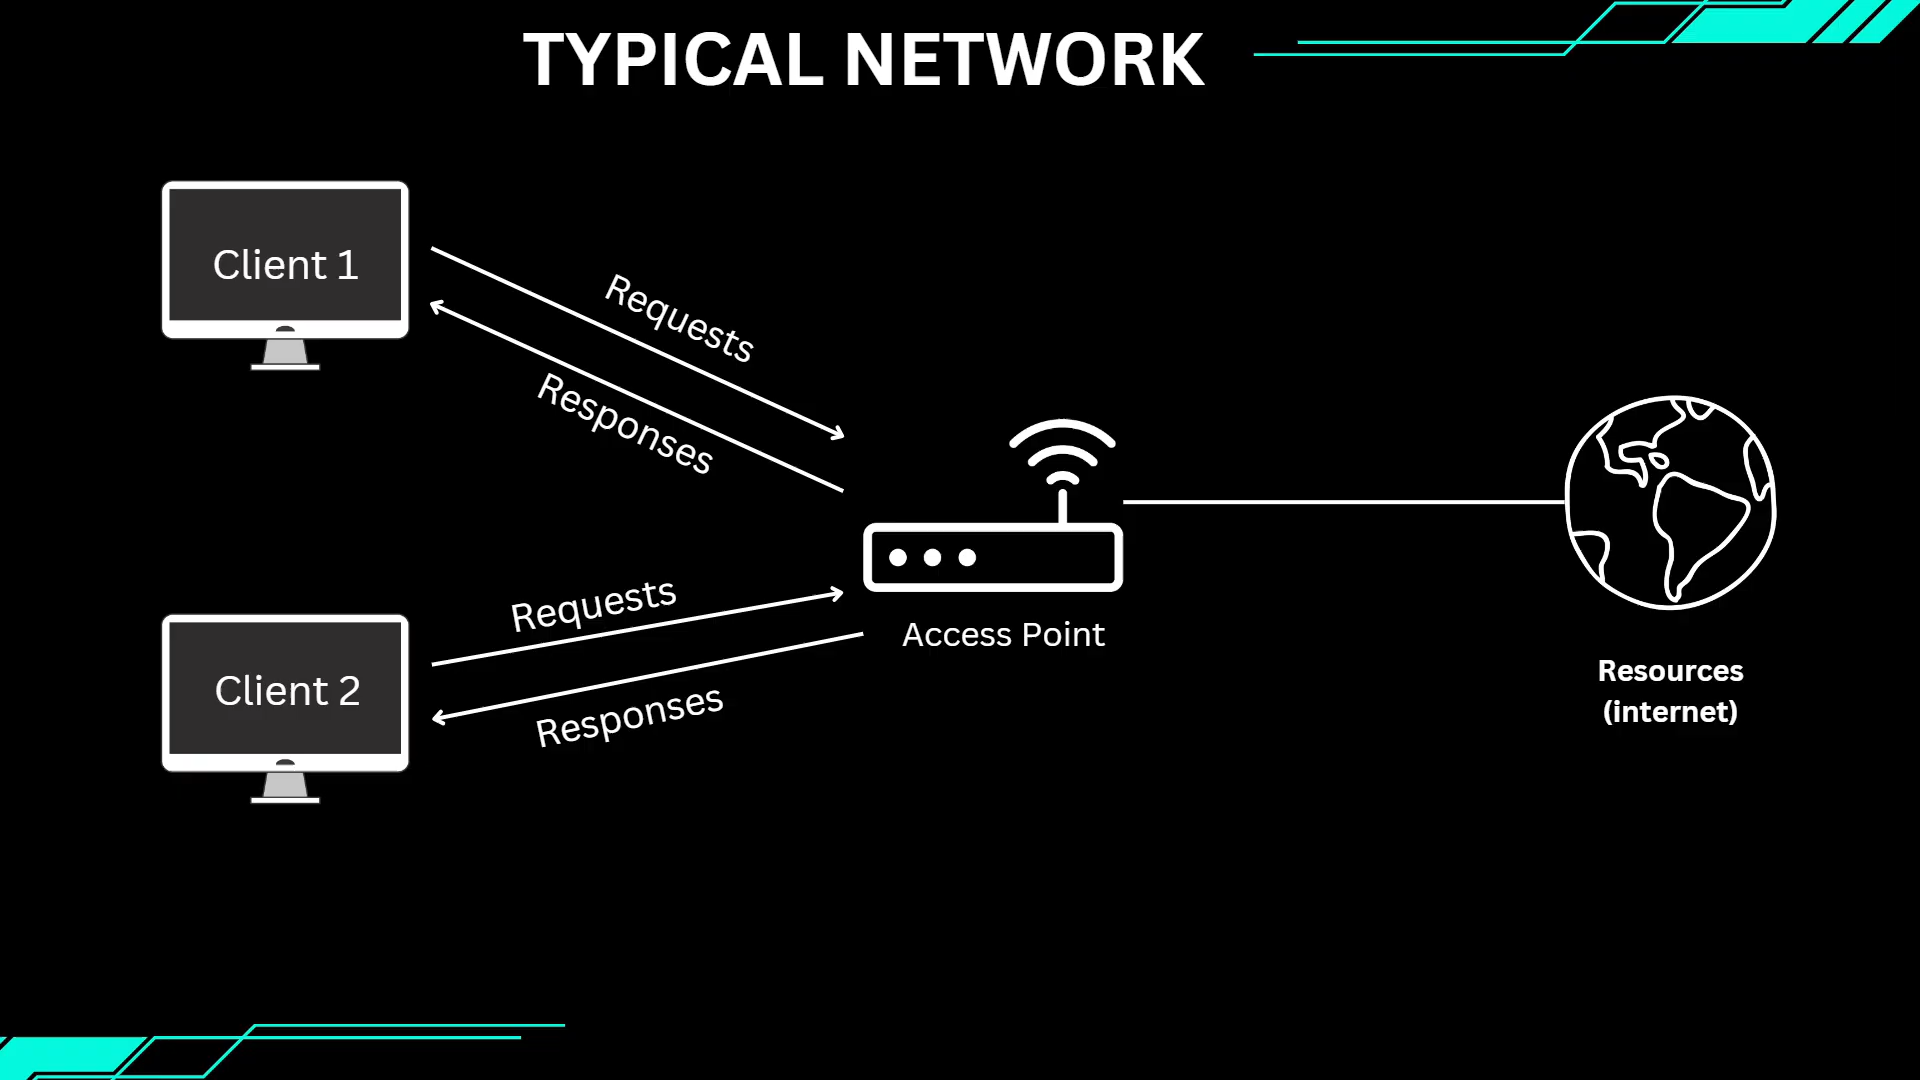 TYPICAL NETWORK
Client 1
Requests
Responses
Requests
Responses
Client 2
Access Point
Resources
(internet)